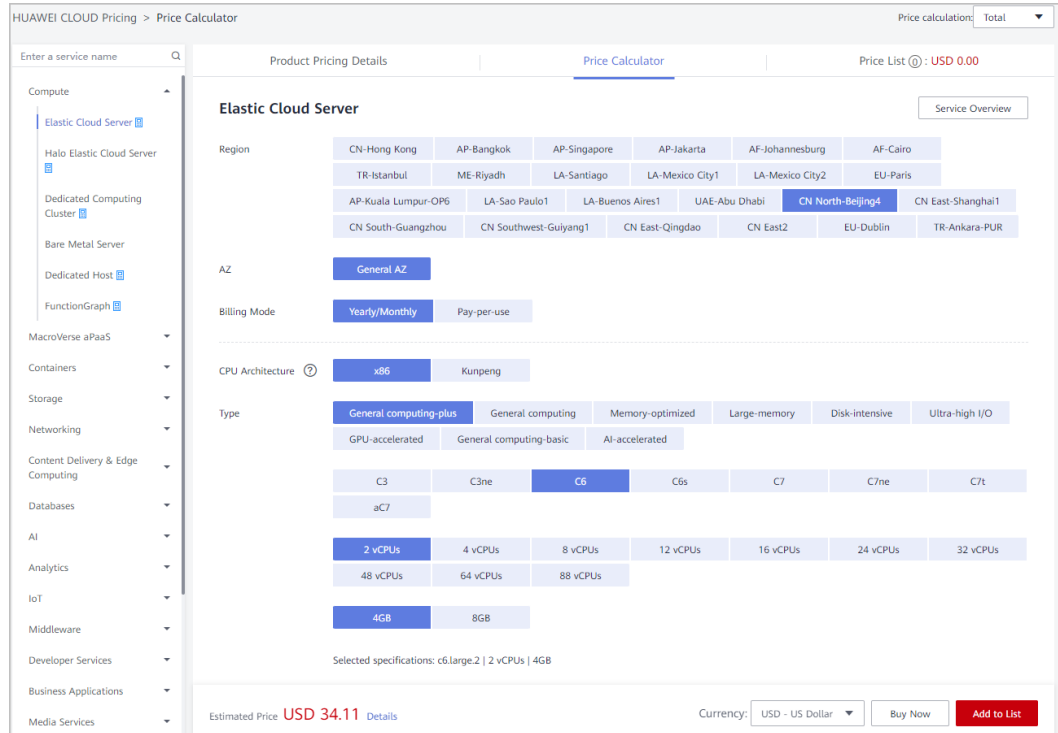 HUAWEI CLOUD Pricing > Price Calculator
Price calculation: Total
Enter a service name
Compute
Elastic Cloud Server
Halo Elastic Cloud Server
Dedicated Computing
Cluster
Bare Metal Server
Dedicated Host
FunctionGraph
MacroVerse aPaaS
Containers
Storage
Networking
Content Delivery & Edge
Computing
Databases
AI
Analytics
IoT
Middleware
Developer Services
Business Applications
Media Services
Product Pricing Details
Price Calculator
Price List (0) : USD 0.00
Elastic Cloud Server
Service Overview
Region
CN-Hong Kong AP-Bangkok AP-Singapore AP-Jakarta AF-Johannesburg AF-Cairo
TR-Istanbul ME-Riyadh LA-Santiago LA-Mexico City1 LA-Mexico City2 EU-Paris
AP-Kuala Lumpur-OP6 LA-Sao Paulo1 LA-Buenos Aires1 UAE-Abu Dhabi CN North-Beijing4 CN East-Shanghai1
CN South-Guangzhou CN Southwest-Guiyang1 CN East-Qingdao CN East2 EU-Dublin TR-Ankara-PUR
AZ General AZ
Billing Mode Yearly/Monthly Pay-per-use
CPU Architecture ? x86 Kunpeng
Type General computing-plus General computing Memory-optimized Large-memory Disk-intensive Ultra-high I/O
GPU-accelerated General computing-basic AI-accelerated
C3 C3ne C6 C6s C7 C7ne C7t
aC7
2 vCPUs 4 vCPUs 8 vCPUs 12 vCPUs 16 vCPUs 24 vCPUs 32 vCPUs
48 vCPUs 64 vCPUs 88 vCPUs
4GB 8GB
Selected specifications: c6.large.2 | 2 vCPUs | 4GB
Estimated Price USD 34.11 Details
Currency: USD - US Dollar
Buy Now
Add to List